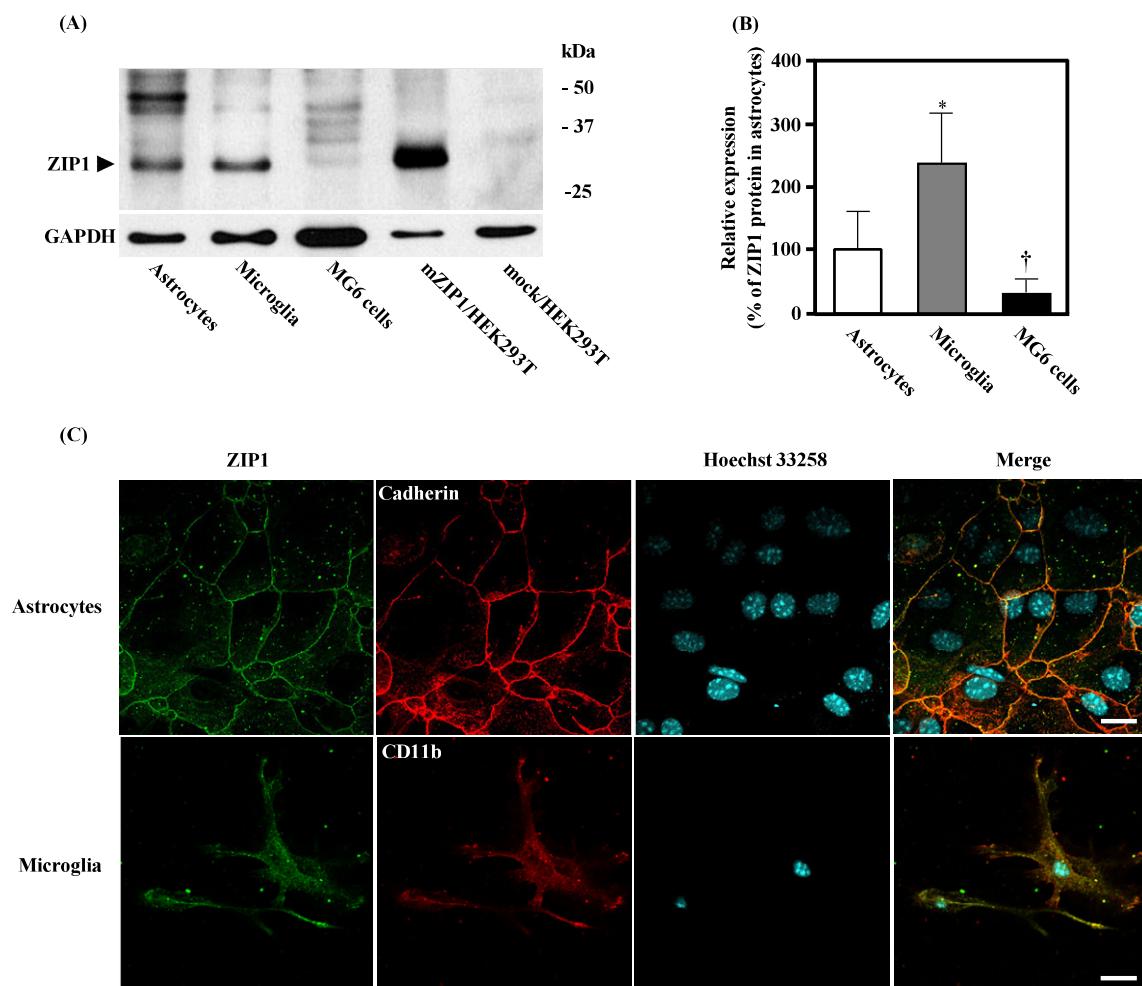 (A)
kDa
- 50
- 37
-25
ZIP1
GAPDH
Astrocytes
Microglia
MG6 cells
mZIP1/HEK293T
mock/HEK293T
(B)
Relative expression
(% of ZIP1 protein in astrocytes)
400
300
200
100
0
*
†
Astrocytes
Microglia
MG6 cells
(C)
ZIP1
Hoechst 33258
Merge
Cadherin
Astrocytes
CD11b
Microglia